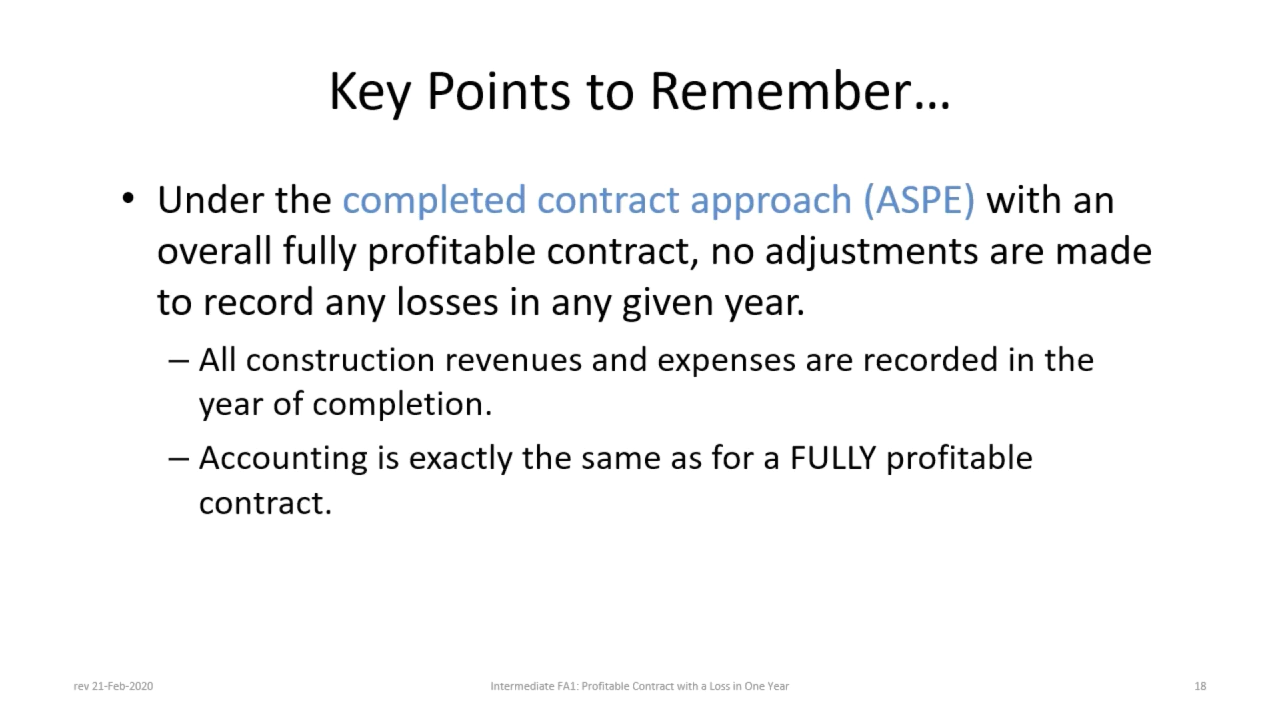 Key Points to Remember...
• Under the completed contract approach (ASPE) with an
overall fully profitable contract, no adjustments are made
to record any losses in any given year.
– All construction revenues and expenses are recorded in the
year of completion.
– Accounting is exactly the same as for a FULLY profitable
contract.
rev 21-Feb-2020
Intermediate FA1: Profitable Contract with a Loss in One Year
18